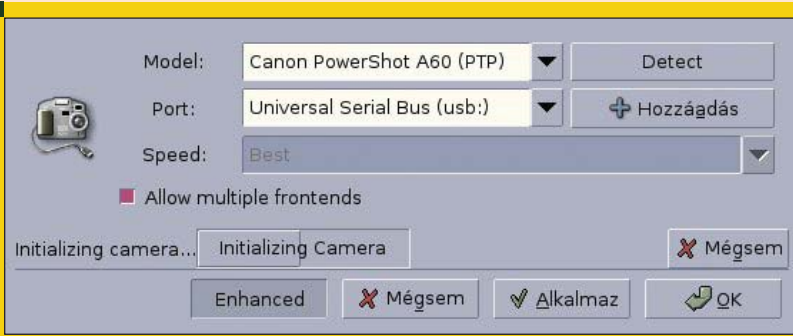 Model: Canon PowerShot A60 (PTP) Detect
Port: Universal Serial Bus (usb:) Hozzáadás
Speed: Best
Allow multiple frontends
Initializing camera... Initializing Camera Mégsem
Enhanced Mégsem Alkalmaz OK